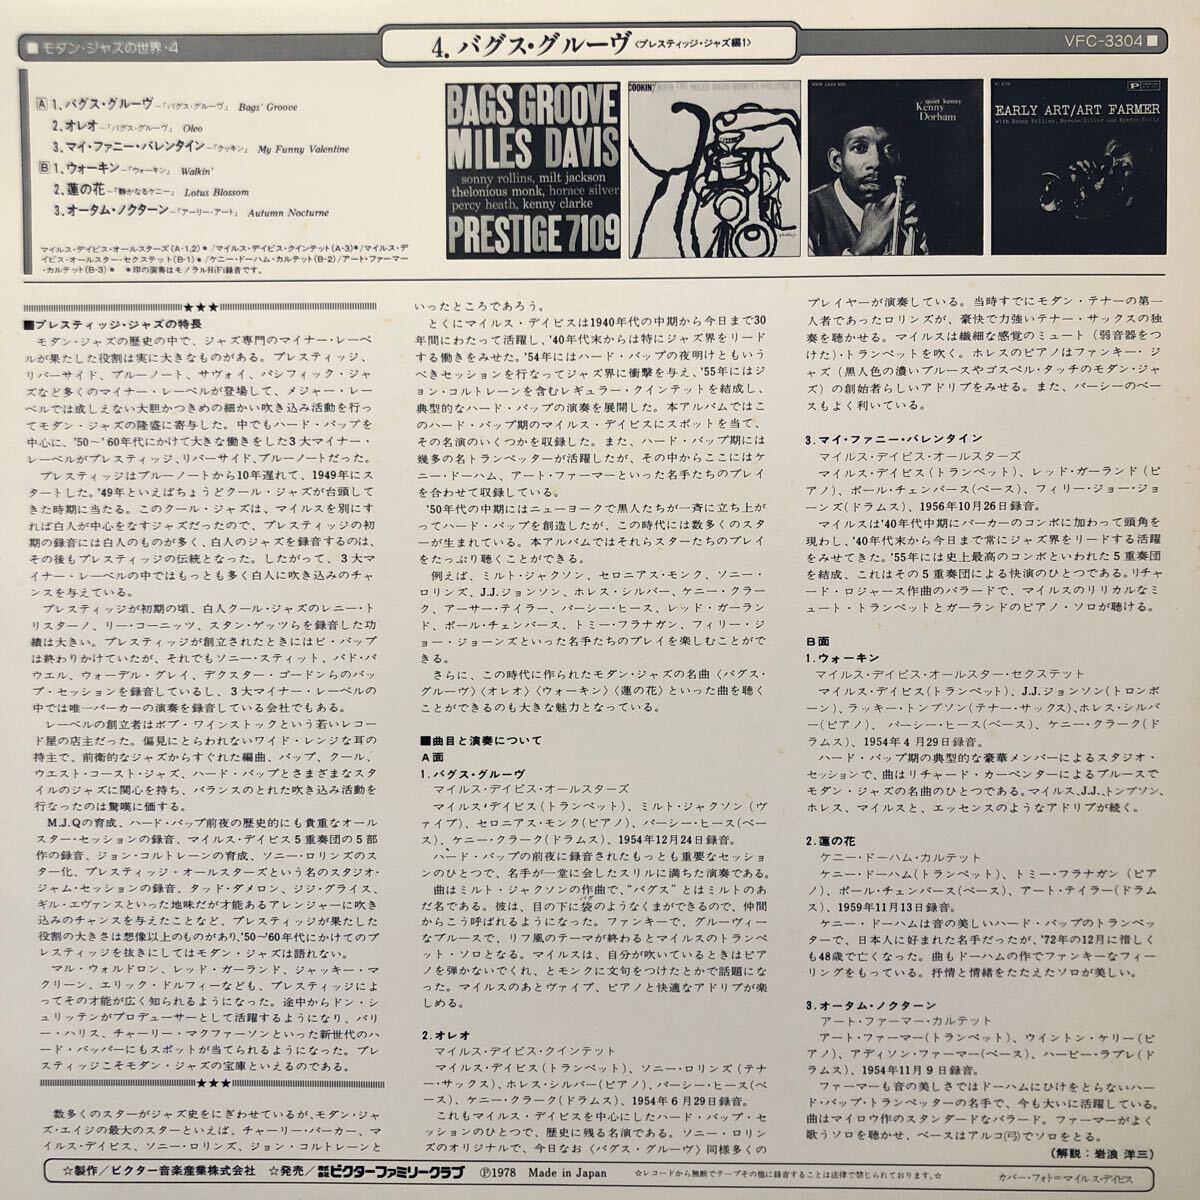 ■モダン・ジャズの世界・4
4.バグス・グルーヴ〈プレスティッジ・ジャズ編1〉
VFC-3304■
A 1.バグス・グルーヴ―「バグス・グルーヴ」 Bags' Groove
2.オレオ―「バグス・グルーヴ」 Oleo
3.マイ・ファニー・バレンタイン―「クッキン」 My Funny Valentine
B 1.ウォーキン―「ウォーキン」 Walkin'
2.蓮の花―「静かなるケニー」 Lotus Blossom
3.オータム・ノクターン―「アーリー・アート」 Autumn Nocturne
マイルス・デイビス・オールスターズ(A-1,2)*/マイルス・デイビス・クインテット(A-3)*/マイルス・デ
イビス・オールスター・セクステット(B-1)*/ケニー・ドーハム・カルテット(B-2)/アート・ファーマー
・カルテット(B-3)* *印の演奏はモノラルHiFi録音です。
BAGS GROOVE
MILES DAVIS
sonny rollins, milt jackson
thelonious monk, horace silver
percy heath, kenny clarke
PRESTIGE 7109
COOKIN' WITH THE MILES DAVIS QUINTET
NEW JAZZ
quiet kenny
Kenny
Dorham
EARLY ART/ART FARMER
with Sonny Rollins, Horace Silver and Wynton Kelly
★★★
■プレスティッジ・ジャズの特長
モダン・ジャズの歴史の中で、ジャズ専門のマイナー・レーベ
ルが果たした役割は実に大きなものがある。プレスティッジ、
リバーサイド、ブルーノート、サヴォイ、パシフィック・ジャ
ズなど多くのマイナー・レーベルが登場して、メジャー・レー
ベルでは成しえない大胆かつきめの細かい吹き込み活動を行っ
てモダン・ジャズの隆盛に寄与した。中でもハード・バップを
中心に、'50〜'60年代にかけて大きな働きをした3大マイナー・
レーベルがプレスティッジ、リバーサイド、ブルーノートだった。
プレスティッジはブルーノートから10年遅れて、1949年にス
タートした。'49年といえばちょうどクール・ジャズが台頭して
きた時期に当たる。このクール・ジャズは、マイルスを別にす
れば白人が中心をなすジャズだったので、プレスティッジの初
期の録音には白人のものが多く、白人のジャズを録音するのは、
その後もプレスティッジの伝統となった。したがって、3大マ
イナー・レーベルの中ではもっとも多く白人に吹き込みのチャ
ンスを与えている。
プレスティッジが初期の頃、白人クール・ジャズのレニー・ト
リスターノ、リー・コーニッツ、スタン・ゲッツらを録音した功
績は大きい。プレスティッジが創立されたときにはビ・バップ
は終わりかけていたが、それでもソニー・スティット、バド・パ
ウエル、ウォーデル・グレイ、デクスター・ゴードンらのバッ
プ・セッションを録音しているし、3大マイナー・レーベルの
中では唯一パーカーの演奏を録音している会社でもある。
レーベルの創立者はボブ・ワインストックという若いレコー
ド屋の店主だった。偏見にとらわれないワイド・レンジな耳の
持主で、前衛的なジャズからすぐれた編曲、バップ、クール、
ウエスト・コースト・ジャズ、ハード・バップとさまざまなスタ
イルのジャズに関心を持ち、バランスのとれた吹き込み活動を
行なったのは驚嘆に価する。
M.J.Qの育成、ハード・バップ前夜の歴史的にも貴重なオール
スター・セッションの録音、マイルス・デイビス5重奏団の5部
作の録音、ジョン・コルトレーンの育成、ソニー・ロリンズのス
ター化、プレスティッジ・オールスターズという名のスタジオ・
ジャム・セッションの録音、タッド・ダメロン、ジジ・グライス、
ギル・エヴァンスといった地味だが才能あるアレンジャーに吹き
込みのチャンスを与えたことなど、プレスティッジが果たした
役割の大きさは想像以上のものがあり、'50〜'60年代にかけてのプ
レスティッジを抜きにしてはモダン・ジャズは語れない。
マル・ウォルドロン、レッド・ガーランド、ジャッキー・マ
クリーン、エリック・ドルフィーなども、プレスティッジによ
ってその才能が広く知られるようになった。途中からドン・シ
ュリッテンがプロデューサーとして活躍するようになり、バリ
ー・ハリス、チャーリー・マクファーソンといった新世代のハー
ド・バッパーにもスポットが当てられるようになった。プレ
スティッジこそモダン・ジャズの宝庫といえるのである。
★★★
数多くのスターがジャズ史をにぎわせているが、モダン・ジャ
ズ・エイジの最大のスターといえば、チャーリー・パーカー、マ
イルス・デイビス、ソニー・ロリンズ、ジョン・コルトレーンと
いったところであろう。
とくにマイルス・デイビスは1940年代の中期から今日まで30
年間にわたって活躍し、'40年代末からは特にジャズ界をリード
する働きをみせた。'54年にはハード・バップの夜明けともいう
べきセッションを行なってジャズ界に衝撃を与え、'55年にはジ
ョン・コルトレーンを含むレギュラー・クインテットを結成し、
典型的なハード・バップの演奏を展開した。本アルバムではこ
のハード・バップ期のマイルス・デイビスにスポットを当て、
その名演のいくつかを収録した。また、ハード・バップ期には
幾多の名トランペッターが活躍したが、その中からここにはケ
ニー・ドーハム、アート・ファーマーといった名手たちのプレイ
を合わせて収録している。
'50年代の中期にはニューヨークで黒人たちが一斉に立ち上が
ってハード・バップを創造したが、この時代には数多くのスタ
ーが生まれている。本アルバムではそれらスターたちのプレイ
をたっぷり聴くことができる。
例えば、ミルト・ジャクソン、セロニアス・モンク、ソニー・
ロリンズ、J.J.ジョンソン、ホレス・シルバー、ケニー・クラー
ク、アーサー・テイラー、パーシー・ヒース、レッド・ガーラン
ド、ポール・チェンバース、トミー・フラナガン、フィリー・ジ
ョー・ジョーンズといった名手たちのプレイを楽しむことができ
る。
さらに、この時代に作られたモダン・ジャズの名曲〈バグス・
グルーヴ〉〈オレオ〉〈ウォーキン〉〈蓮の花〉といった曲を聴く
ことができるのも大きな魅力となっている。
■曲目と演奏について
A面
1.バグス・グルーヴ
マイルス・デイビス・オールスターズ
マイルス・デイビス(トランペット)、ミルト・ジャクソン(ヴ
ァイブ)、セロニアス・モンク(ピアノ)、パーシー・ヒース(ベー
ス)、ケニー・クラーク(ドラムス)、1954年12月24日録音。
ハード・バップの前夜に録音されたもっとも重要なセッショ
ンのひとつで、名手が一堂に会したスリルに満ちた演奏である。
曲はミルト・ジャクソンの作曲で、"バグス"とはミルトのあ
だ名である。彼は、目の下に袋(バグ)のようなくまができるので、仲間
からこう呼ばれるようになった。ファンキーで、グルーヴィー
なブルースで、リフ風のテーマが終わるとマイルスのトランペ
ット・ソロとなる。マイルスは、自分が吹いているときはピア
ノを弾かないでくれ、とモンクに文句をつけたとかで話題にな
った。マイルスのあとヴァイブ、ピアノと快適なアドリブが楽
しめる。
2.オレオ
マイルス・デイビス・クインテット
マイルス・デイビス(トランペット)、ソニー・ロリンズ(テナ
ー・サックス)、ホレス・シルバー(ピアノ)、パーシー・ヒース(ベ
ース)、ケニー・クラーク(ドラムス)、1954年6月29日録音。
これもマイルス・デイビスを中心にしたハード・バップ・セ
ッションのひとつで、歴史に残る名演である。ソニー・ロリン
ズのオリジナルで、今日なお〈バグス・グルーヴ〉同様多くの
プレイヤーが演奏している。当時すでにモダン・テナーの第一
人者であったロリンズが、豪快で力強いテナー・サックスの独
奏を聴かせる。マイルスは繊細な感覚のミュート(弱音器をつ
けた)・トランペットを吹く。ホレスのピアノはファンキー・ジ
ャズ(黒人色の濃いブルースやゴスペル・タッチのモダン・ジャ
ズ)の創始者らしいアドリブをみせる。また、パーシーのベー
スもよく利いている。
3.マイ・ファニー・バレンタイン
マイルス・デイビス・オールスターズ
マイルス・デイビス(トランペット)、レッド・ガーランド(ピ
アノ)、ポール・チェンバース(ベース)、フィリー・ジョー・ジョ
ーンズ(ドラムス)、1956年10月26日録音。
マイルスは'40年代中期にパーカーのコンボに加わって頭角を
現わし、'40年代末から今日まで常にジャズ界をリードする活躍
をみせてきた。'55年には史上最高のコンボといわれた5重奏団
を結成、これはその5重奏団による快演のひとつである。リチャ
ード・ロジャース作曲のバラードで、マイルスのリリカルなミ
ュート・トランペットとガーランドのピアノ・ソロが聴ける。
B面
1.ウォーキン
マイルス・デイビス・オールスター・セクステット
マイルス・デイビス(トランペット)、J.J.ジョンソン(トロンボ
ーン)、ラッキー・トンプソン(テナー・サックス)、ホレス・シルバ
ー(ピアノ)、パーシー・ヒース(ベース)、ケニー・クラーク(ド
ラムス)、1954年4月29日録音。
ハード・バップ期の典型的な豪華メンバーによるスタジオ・
セッションで、曲はリチャード・カーペンターによるブルースで
モダン・ジャズの名曲のひとつである。マイルス、J.J.、トンプソン、
ホレス、マイルスと、エッセンスのようなアドリブが続く。
2.蓮の花
ケニー・ドーハム・カルテット
ケニー・ドーハム(トランペット)、トミー・フラナガン(ピア
ノ)、ポール・チェンバース(ベース)、アート・テイラー(ドラム
ス)、1959年11月13日録音。
ケニー・ドーハムは音の美しいハード・バップのトランペッ
ターで、日本人に好まれた名手だったが、'72年の12月に惜しく
も48歳で亡くなった。曲もドーハムの作でファンキーなフィー
リングをもっている。抒情と情緒をたたえたソロが美しい。
3.オータム・ノクターン
アート・ファーマー・カルテット
アート・ファーマー(トランペット)、ウイントン・ケリー(ピ
アノ)、アディソン・ファーマー(ベース)、ハービー・ラブレ(ド
ラムス)、1954年11月9日録音。
ファーマーも音の美しさではドーハムにひけをとらないハー
ド・バップ・トランペッターの名手で、今も大いに活躍している。
曲はマイロウ作のスタンダードなバラード。ファーマーがよく
歌うソロを聴かせ、ベースはアルコ(弓)でソロをとる。
(解説:岩浪 洋三)
☆製作/ビクター音楽産業株式会社 ☆発売/株式会社ビクターファミリークラブ ℗1978 Made in Japan ☆レコードから無断でテープその他に録音することは法律で禁じられております。☆ カバー・フォト=マイルス・デイビス